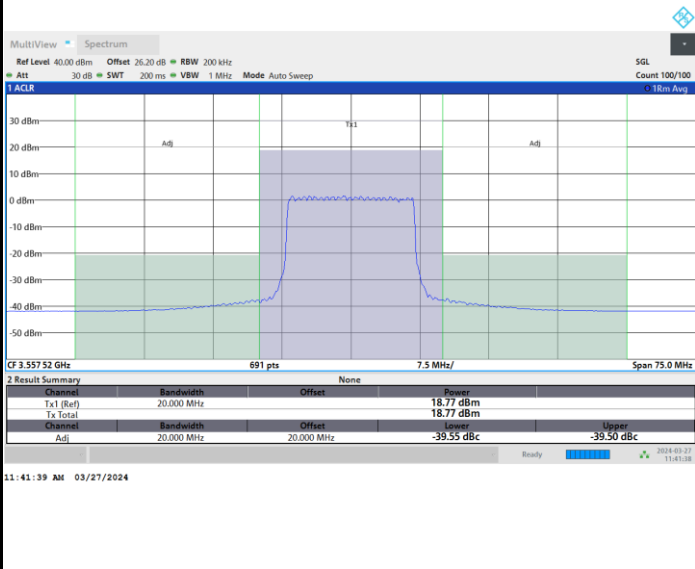 MultiView Spectrum
Ref Level 40.00 dBm Offset 26.20 dB RBW 200 kHz SGL
Att 30 dB SWT 200 ms VBW 1 MHz Mode Auto Sweep Count 100/100
1 ACLR 1Rm Avg
30 dBm
Tx1
20 dBm
Adj Adj
10 dBm
0 dBm
-10 dBm
-20 dBm
-30 dBm
-40 dBm
-50 dBm
CF 3.557 52 GHz 691 pts 7.5 MHz/ Span 75.0 MHz
2 Result Summary None
Channel Bandwidth Offset Power
Tx1 (Ref) 20.000 MHz 18.77 dBm
Tx Total 18.77 dBm
Channel Bandwidth Offset Lower Upper
Adj 20.000 MHz 20.000 MHz -39.55 dBc -39.50 dBc
Ready 2024-03-27
11:41:38
11:41:39 AM 03/27/2024